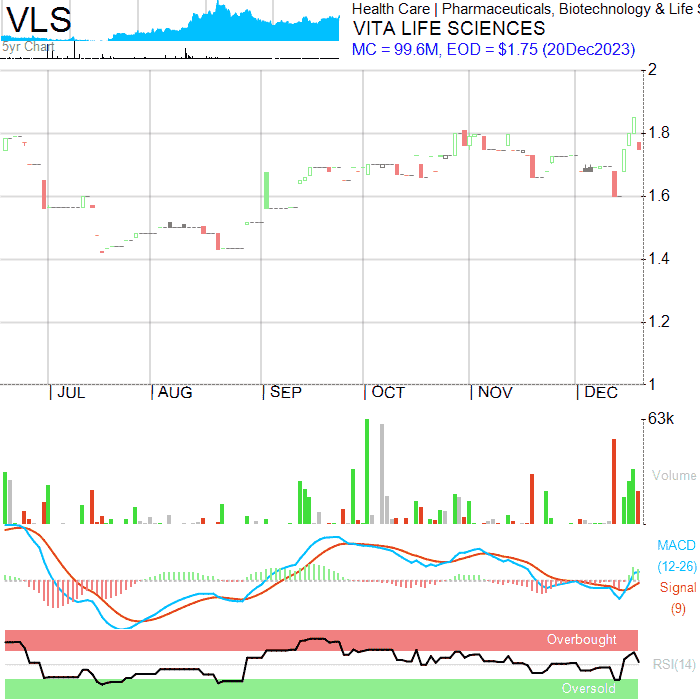 VLS
5yr Chart
Health Care | Pharmaceuticals, Biotechnology & Life
VITA LIFE SCIENCES
MC = 99.6M, EOD = $1.75 (20Dec2023)
2
1.8
1.6
1.4
1.2
1
| JUL | AUG | SEP | OCT | NOV | DEC
63k
Volume
MACD
(12-26)
Signal
(9)
Overbought
RSI(14)
Oversold